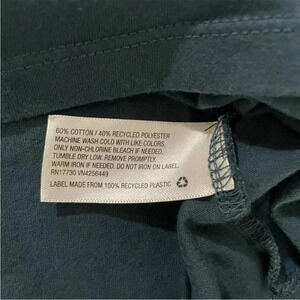 60% COTTON / 40% RECYCLED POLYESTER
MACHINE WASH COLD WITH LIKE COLORS.
ONLY NON-CHLORINE BLEACH IF NEEDED.
TUMBLE DRY LOW. REMOVE PROMPTLY.
WARM IRON IF NEEDED. DO NOT IRON ON LABEL.
RN17730 VN4256449
LABEL MADE FROM 100% RECYCLED PLASTIC